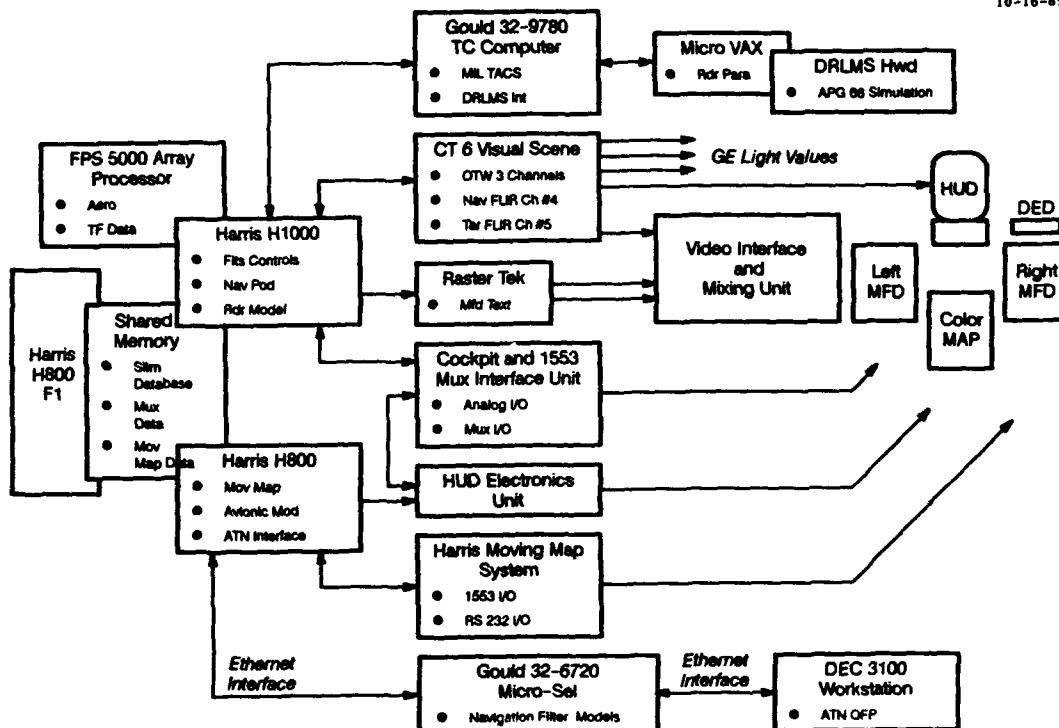 Gould 32-9780
TC Computer
● MIL TACS
● DRLMS Int
Micro VAX
● Rdr Para
DRLMS Hwd
● APG 66 Simulation
FPS 5000 Array
Processor
● Aero
● TF Data
CT 6 Visual Scene
● OTW 3 Channels
● Nav FLIR Ch #4
● Tar FLIR Ch #5
GE Light Values
HUD
DED
Harris H1000
● Flts Controls
● Nav Pod
● Rdr Model
Raster Tek
● Mfd Text
Video Interface
and
Mixing Unit
Left
MFD
Right
MFD
Color
MAP
Harris
H800
F1
Shared
Memory
● Slim
Database
● Mux
Data
● Mov
Map Data
Cockpit and 1553
Mux Interface Unit
● Analog I/O
● Mux I/O
Harris H800
● Mov Map
● Avionic Mod
● ATN Interface
HUD Electronics
Unit
Harris Moving Map
System
● 1553 I/O
● RS 232 I/O
Ethernet
Interface
Gould 32-6720
Micro-Sel
● Navigation Filter Models
Ethernet
Interface
DEC 3100
Workstation
● ATN OFP